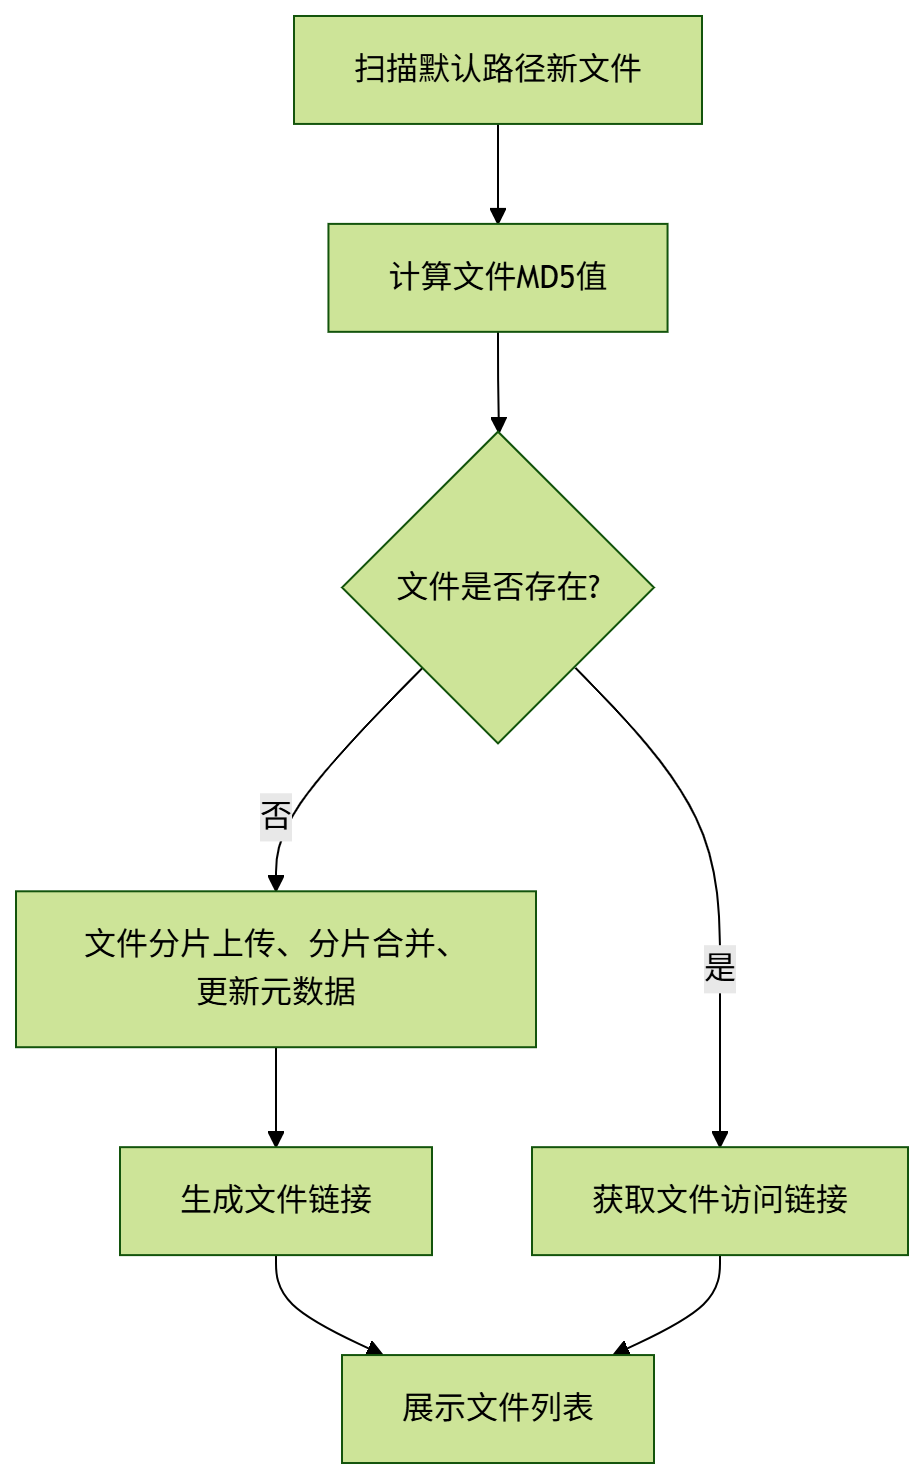 扫描默认路径新文件
计算文件MD5值
文件是否存在?
否
文件分片上传、分片合并、
更新元数据
是
生成文件链接
获取文件访问链接
展示文件列表